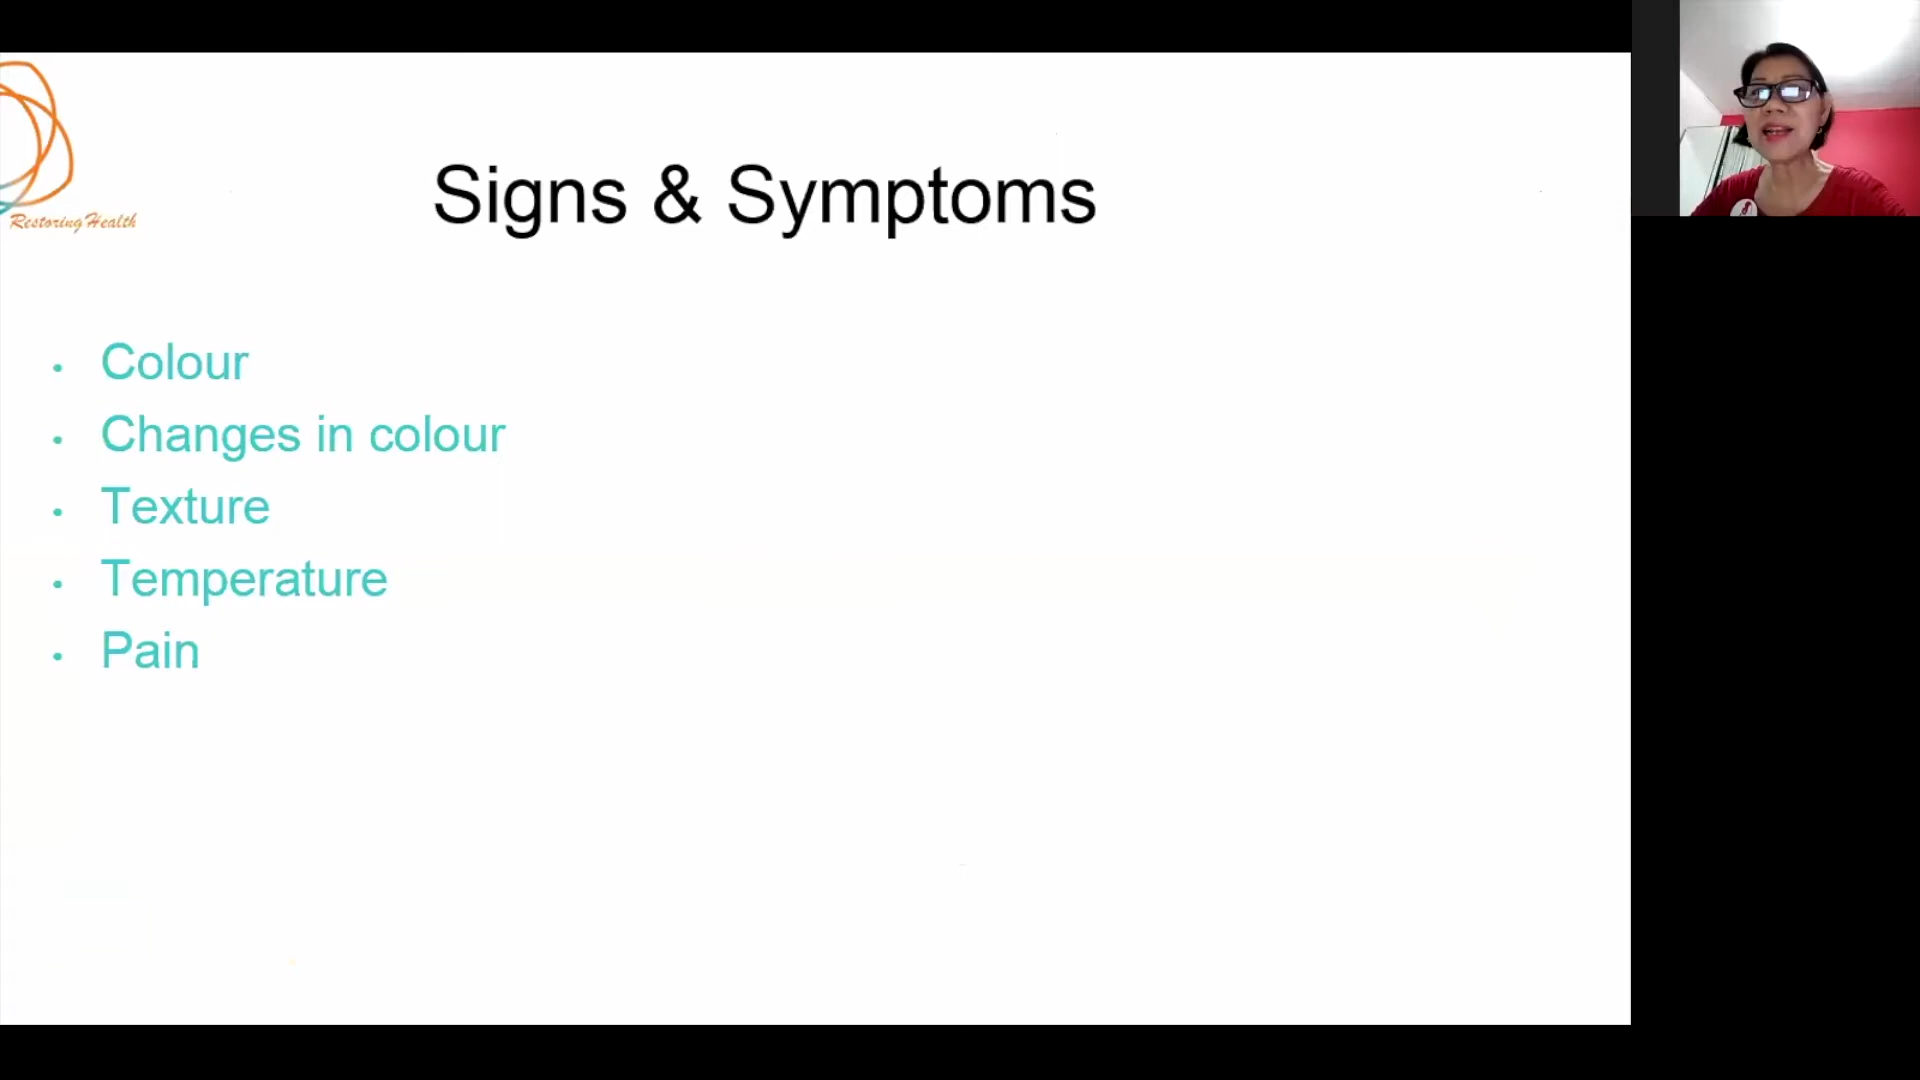 Restoring Health
Signs & Symptoms
• Colour
• Changes in colour
• Texture
• Temperature
• Pain